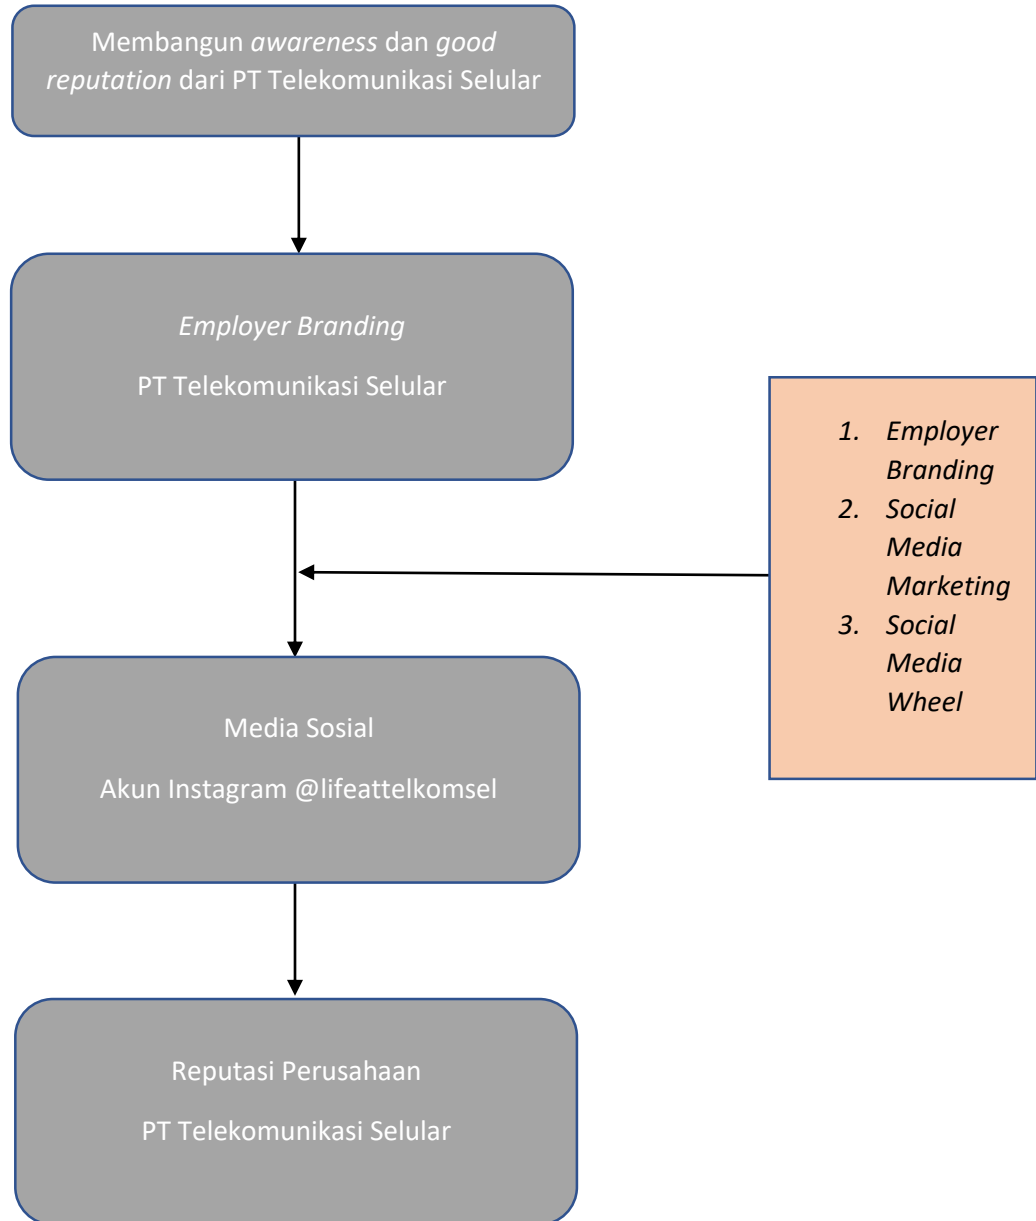 Membangun awareness dan good
reputation dari PT Telekomunikasi Selular
Employer Branding
PT Telekomunikasi Selular
1. Employer
Branding
2. Social
Media
Marketing
3. Social
Media
Wheel
Media Sosial
Akun Instagram @lifeattelkomsel
Reputasi Perusahaan
PT Telekomunikasi Selular